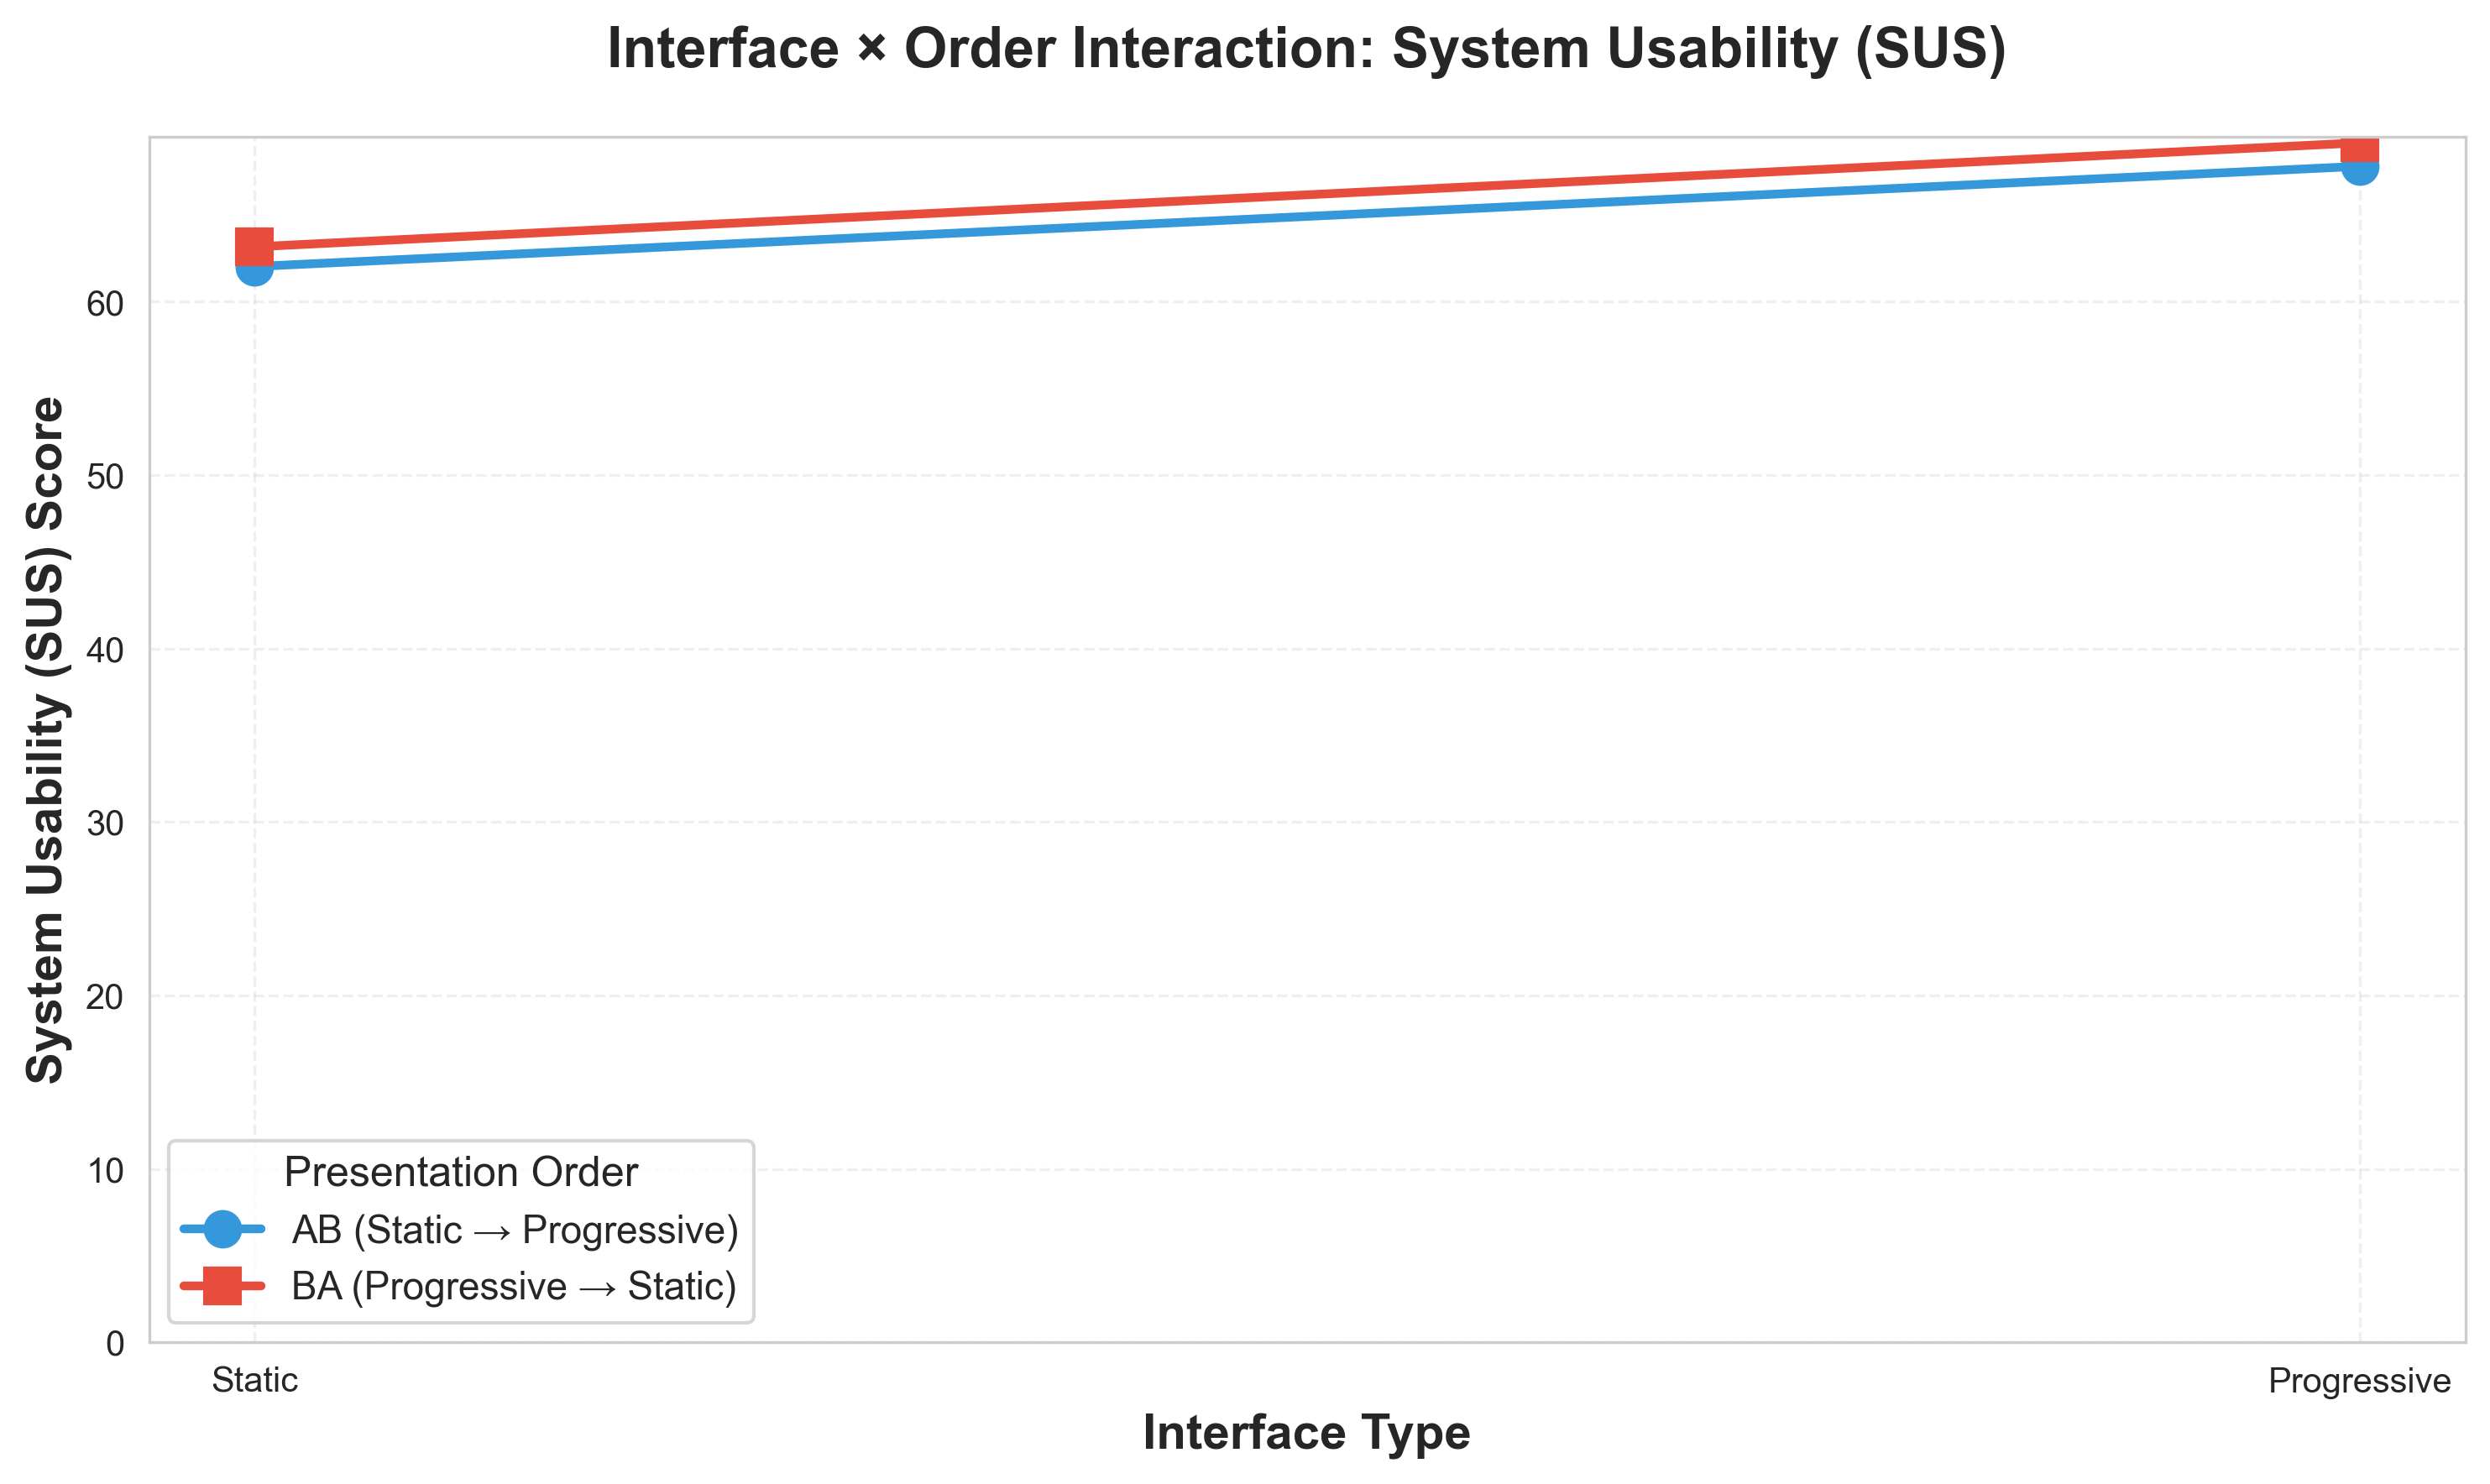 Interface × Order Interaction: System Usability (SUS)
System Usability (SUS) Score
60
50
40
30
20
10
0
Presentation Order
AB (Static → Progressive)
BA (Progressive → Static)
Static
Progressive
Interface Type